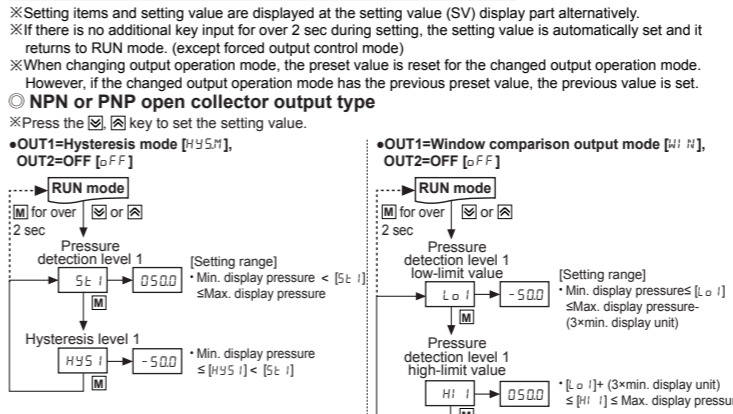 ※Setting items and setting value are displayed at the setting value (SV) display part alternatively.
※If there is no additional key input for over 2 sec during setting, the setting value is automatically set and it
returns to RUN mode. (except forced output control mode)
※When changing output operation mode, the preset value is reset for the changed output operation mode.
However, if the changed output operation mode has the previous preset value, the previous value is set.
◎ NPN or PNP open collector output type
※Press the , key to set the setting value.
●OUT1=Hysteresis mode [HYS.M],
OUT2=OFF [oFF]
RUN mode
M for over
2 sec
or
Pressure
detection level 1
St 1
050.0
[Setting range]
• Min. display pressure < [St 1]
≤Max. display pressure
M
Hysteresis level 1
HYS 1
-50.0
• Min. display pressure
≤ [HYS 1] < [St 1]
M
●OUT1=Window comparison output mode [WI N],
OUT2=OFF [oFF]
RUN mode
M for over
2 sec
or
Pressure
detection level 1
low-limit value
Lo 1
-50.0
[Setting range]
• Min. display pressure≤ [Lo 1]
≤Max. display pressure-
(3×min. display unit)
M
Pressure
detection level 1
high-limit value
HI 1
050.0
• [Lo 1]+ (3×min. display unit)
≤ [HI 1] ≤ Max. display pressur
M